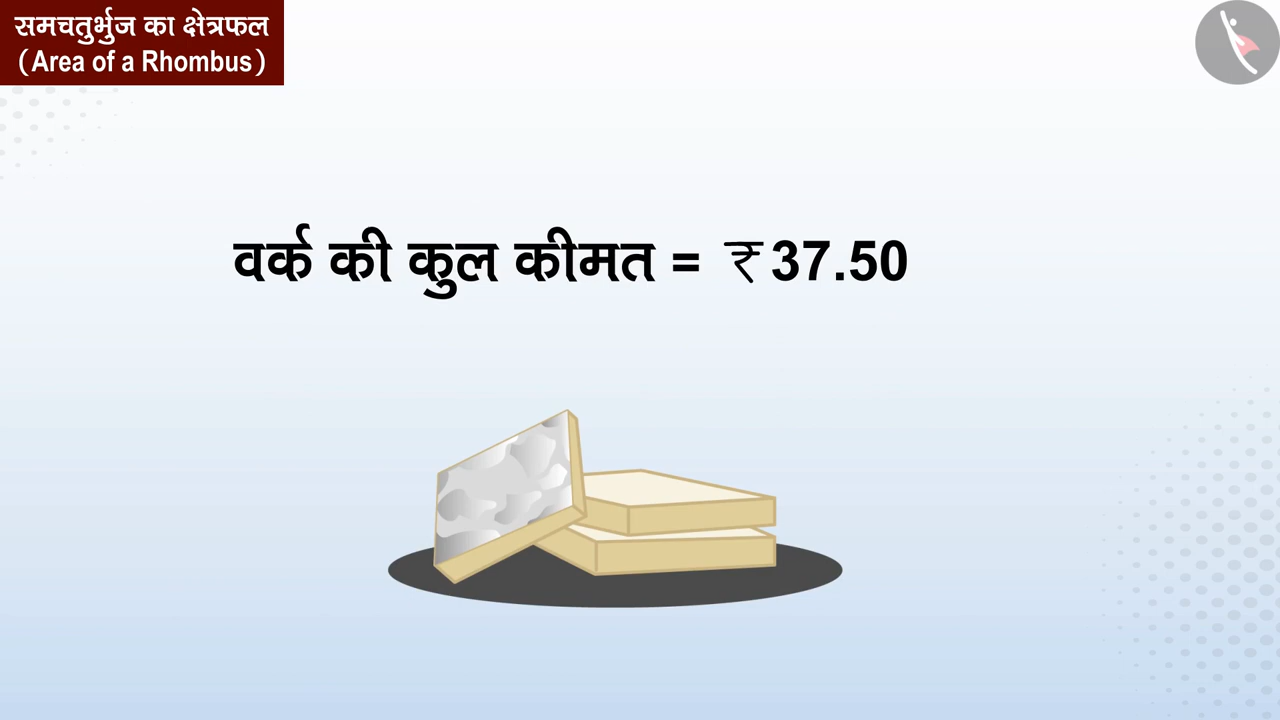 समचतुर्भुज का क्षेत्रफल
(Area of a Rhombus)
वर्क की कुल कीमत = ₹37.50